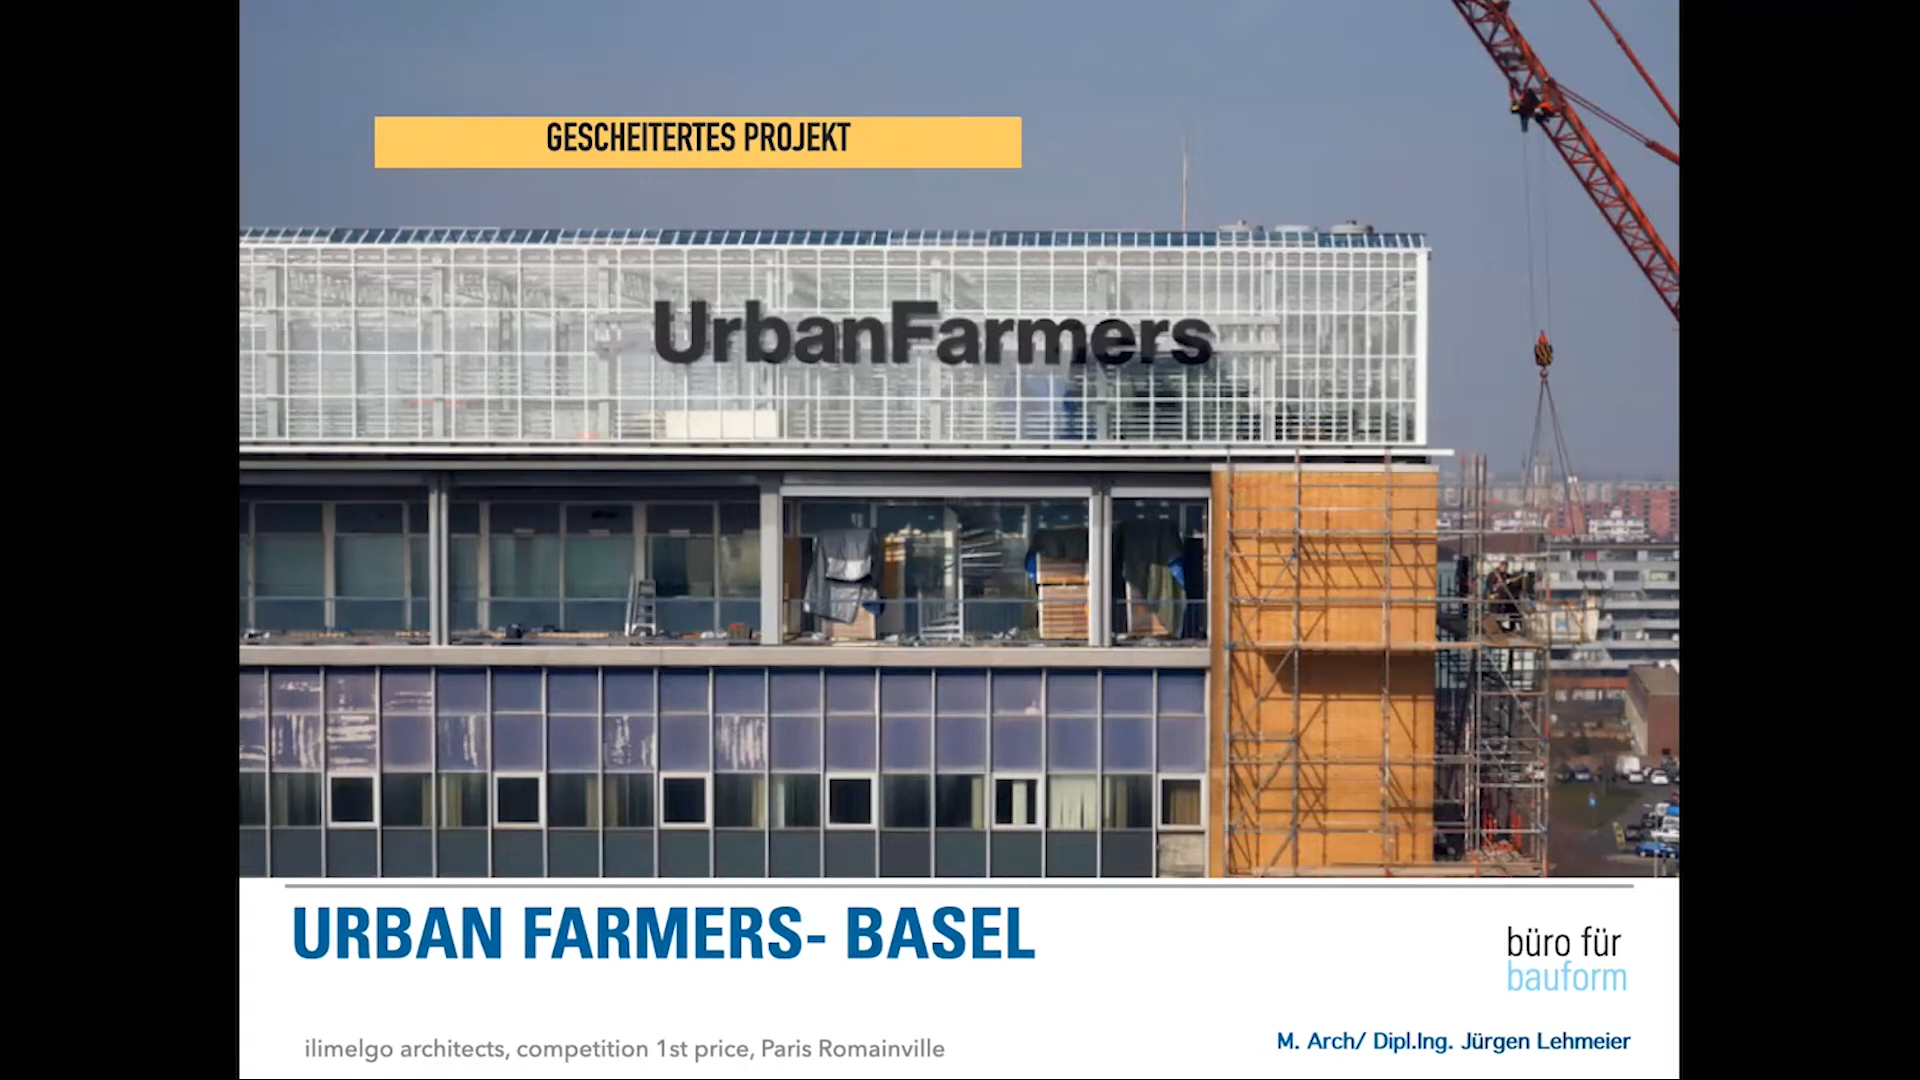 GESCHEITERTES PROJEKT
UrbanFarmers
URBAN FARMERS- BASEL
büro für
bauform
ilimelgo architects, competition 1st price, Paris Romainville
M. Arch/ Dipl.Ing. Jürgen Lehmeier